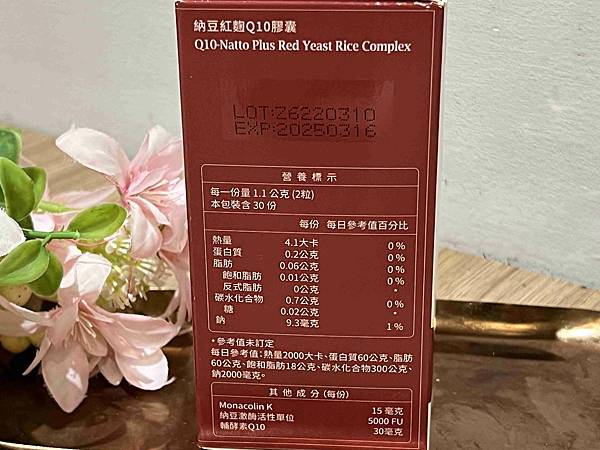 納豆紅麴Q10膠囊
Q10-Natto Plus Red Yeast Rice Complex
LOT:Z6220310
EXP:20250316
營養標示
每一份量 1.1 公克 (2粒)
本包裝含 30 份
每份 每日參考值百分比
熱量 4.1大卡 0%
蛋白質 0.2公克 0%
脂肪 0.06公克 0%
飽和脂肪 0.01公克 0%
反式脂肪 0公克 *
碳水化合物 0.7公克 0%
糖 0.02公克 *
鈉 9.3毫克 1%
*參考值未訂定
每日參考值：熱量2000大卡、蛋白質60公克、脂肪
60公克、飽和脂肪18公克、碳水化合物300公克、
鈉2000毫克。
其他成分(每份)
Monacolin K 15 毫克
納豆激酶活性單位 5000 FU
輔酵素Q10 30毫克